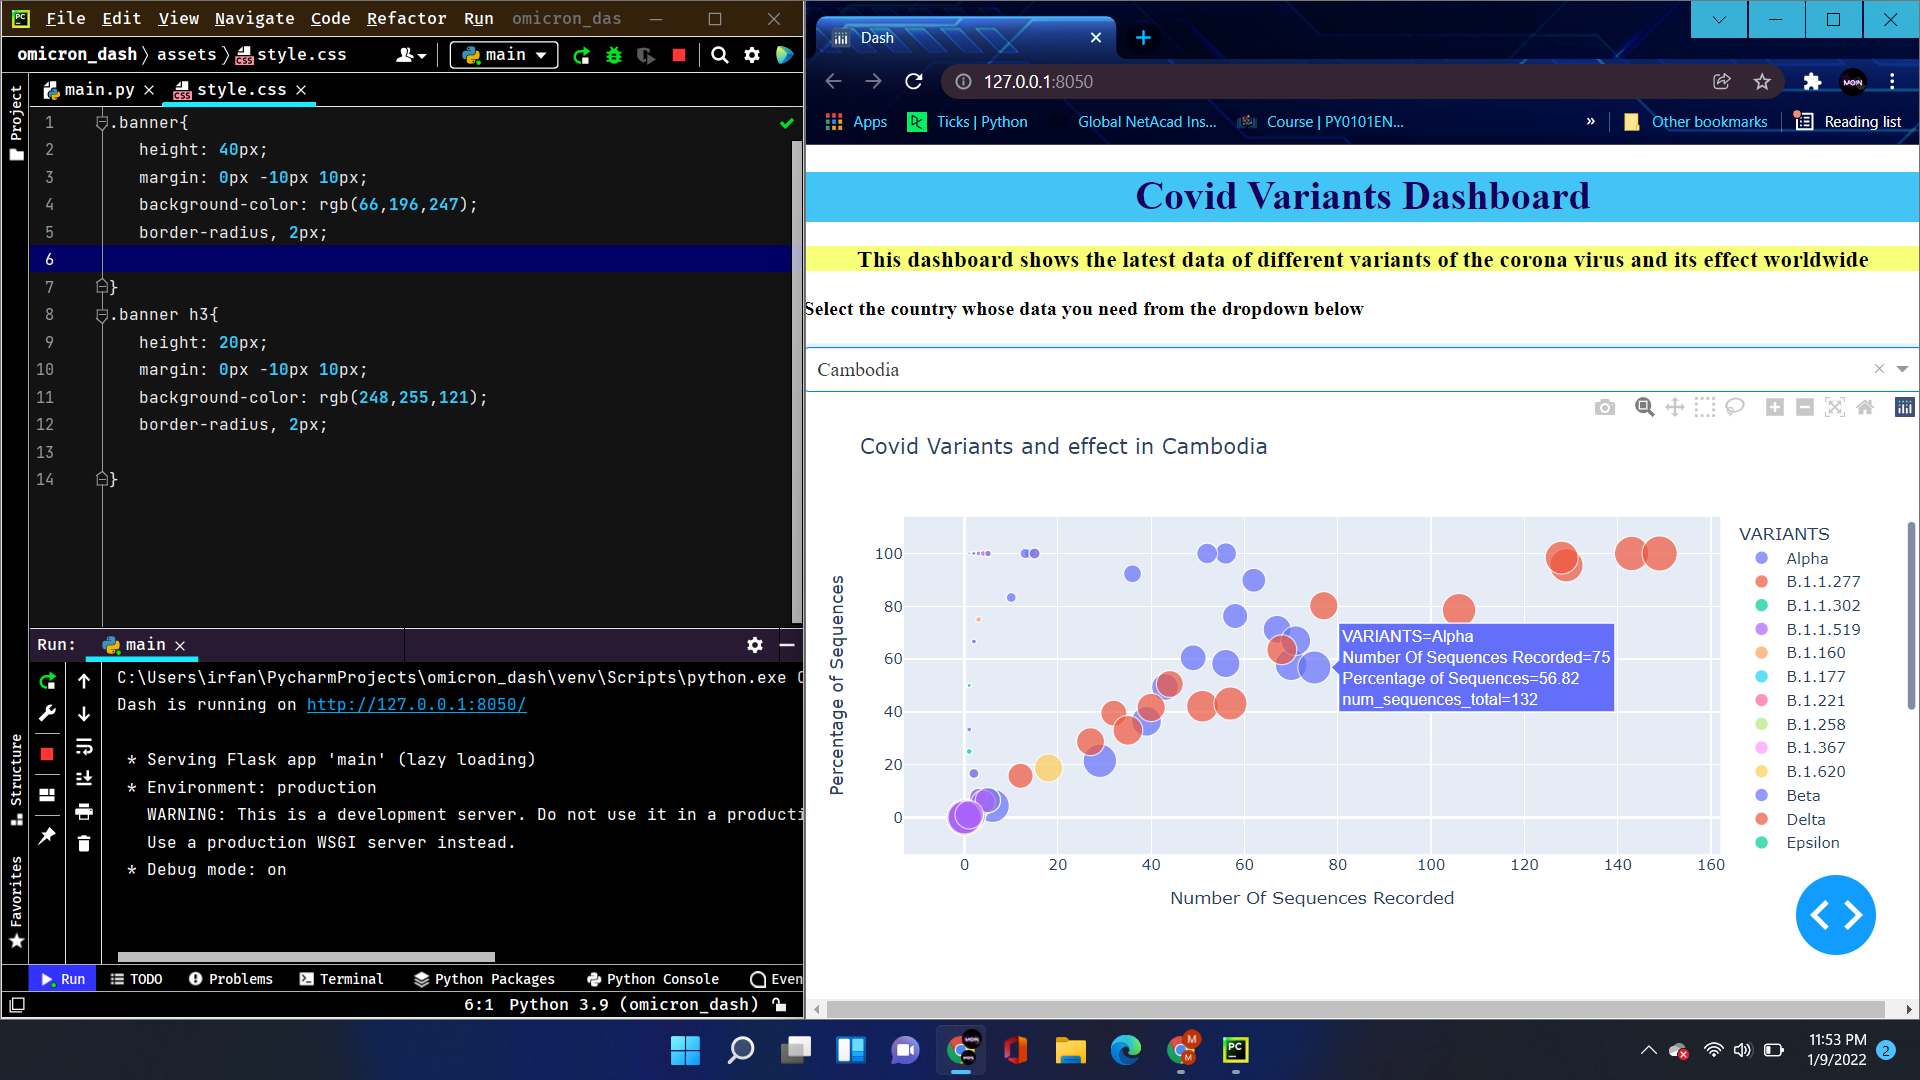 File Edit View Navigate Code Refactor Run omicron_das
omicron_dash assets style.css main
Project
main.py style.css
1 .banner{
2 height: 40px;
3 margin: 0px -10px 10px;
4 background-color: rgb(66,196,247);
5 border-radius, 2px;
6
7 }
8 .banner h3{
9 height: 20px;
10 margin: 0px -10px 10px;
11 background-color: rgb(248,255,121);
12 border-radius, 2px;
13
14 }
Run: main
C:\Users\irfan\PycharmProjects\omicron_dash\venv\Scripts\python.exe C
Dash is running on http://127.0.0.1:8050/
* Serving Flask app 'main' (lazy loading)
* Environment: production
WARNING: This is a development server. Do not use it in a producti
Use a production WSGI server instead.
* Debug mode: on
Structure
Favorites
Run TODO Problems Terminal Python Packages Python Console Even
6:1 Python 3.9 (omicron_dash)
Dash
127.0.0.1:8050
MOIN
Apps Ticks | Python Global NetAcad Ins... Course | PY0101EN... » Other bookmarks Reading list
Covid Variants Dashboard
This dashboard shows the latest data of different variants of the corona virus and its effect worldwide
Select the country whose data you need from the dropdown below
Cambodia
Covid Variants and effect in Cambodia
Percentage of Sequences
100
80
60
40
20
0
0 20 40 60 80 100 120 140 160
Number Of Sequences Recorded
VARIANTS=Alpha
Number Of Sequences Recorded=75
Percentage of Sequences=56.82
num_sequences_total=132
VARIANTS
Alpha
B.1.1.277
B.1.1.302
B.1.1.519
B.1.160
B.1.177
B.1.221
B.1.258
B.1.367
B.1.620
Beta
Delta
Epsilon
11:53 PM
1/9/2022
2